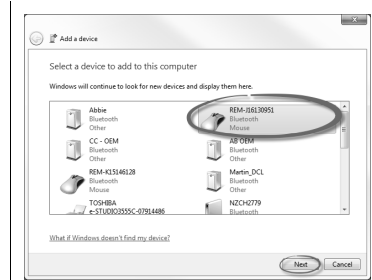 Add a device
Select a device to add to this computer
Windows will continue to look for new devices and display them here.
Abbie
Bluetooth
Other
REM-J16130951
Bluetooth
Mouse
CC - OEM
Bluetooth
Other
AB OEM
Bluetooth
Other
REM-K15146128
Bluetooth
Mouse
Martin_DCL
Bluetooth
Other
TOSHIBA
e-STUDIO3555C-07914486
NZCH2779
Bluetooth
What if Windows doesn't find my device?
Next
Cancel